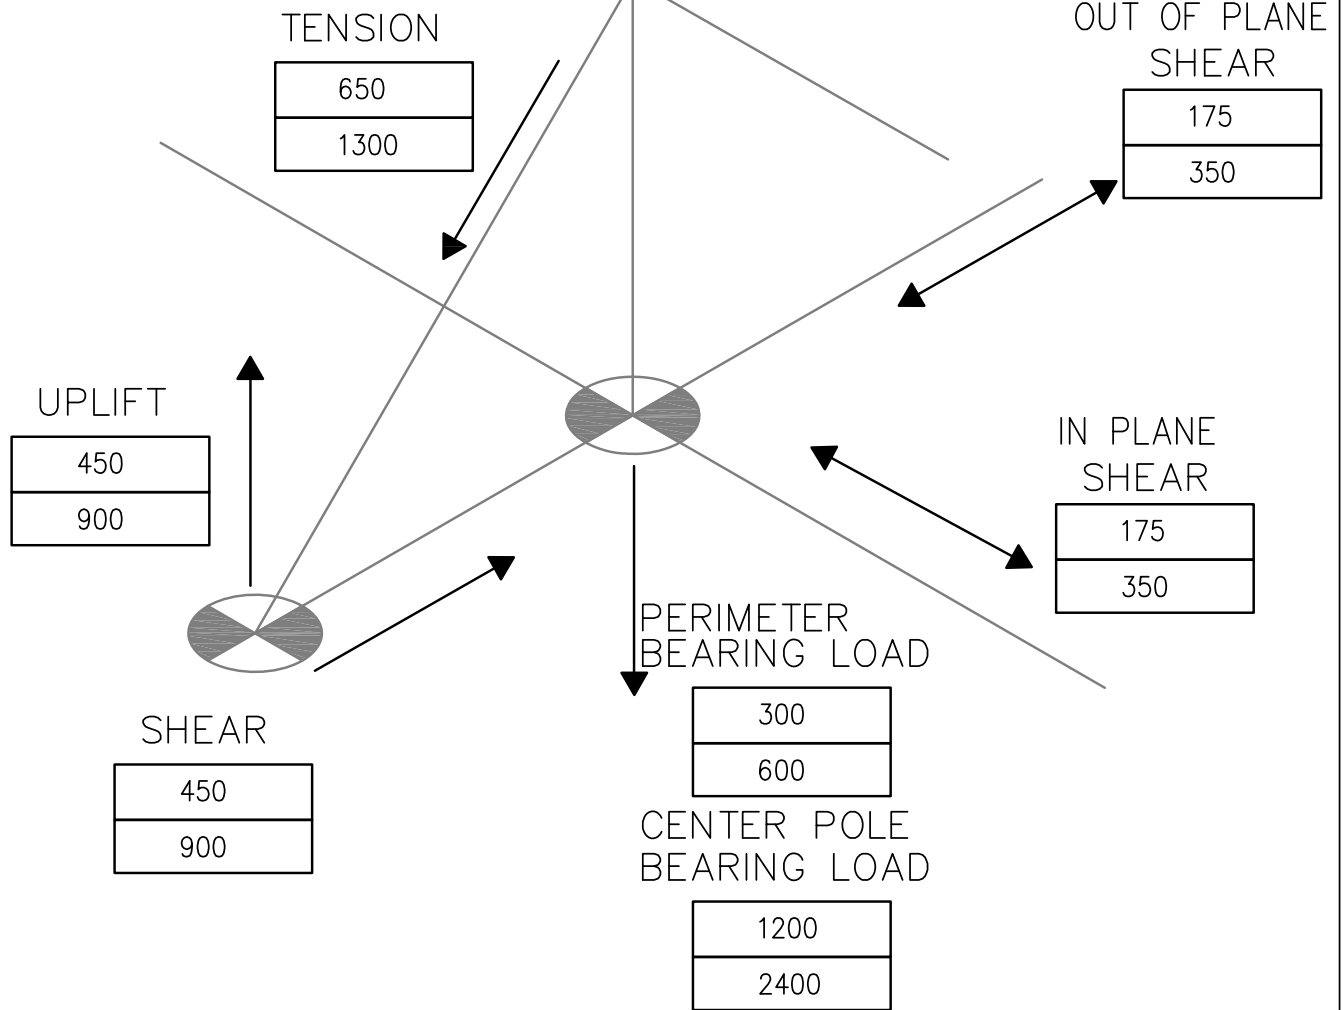 TENSION
650
1300
OUT OF PLANE
SHEAR
175
350
UPLIFT
450
900
IN PLANE
SHEAR
175
350
PERIMETER
BEARING LOAD
300
600
SHEAR
450
900
CENTER POLE
BEARING LOAD
1200
2400